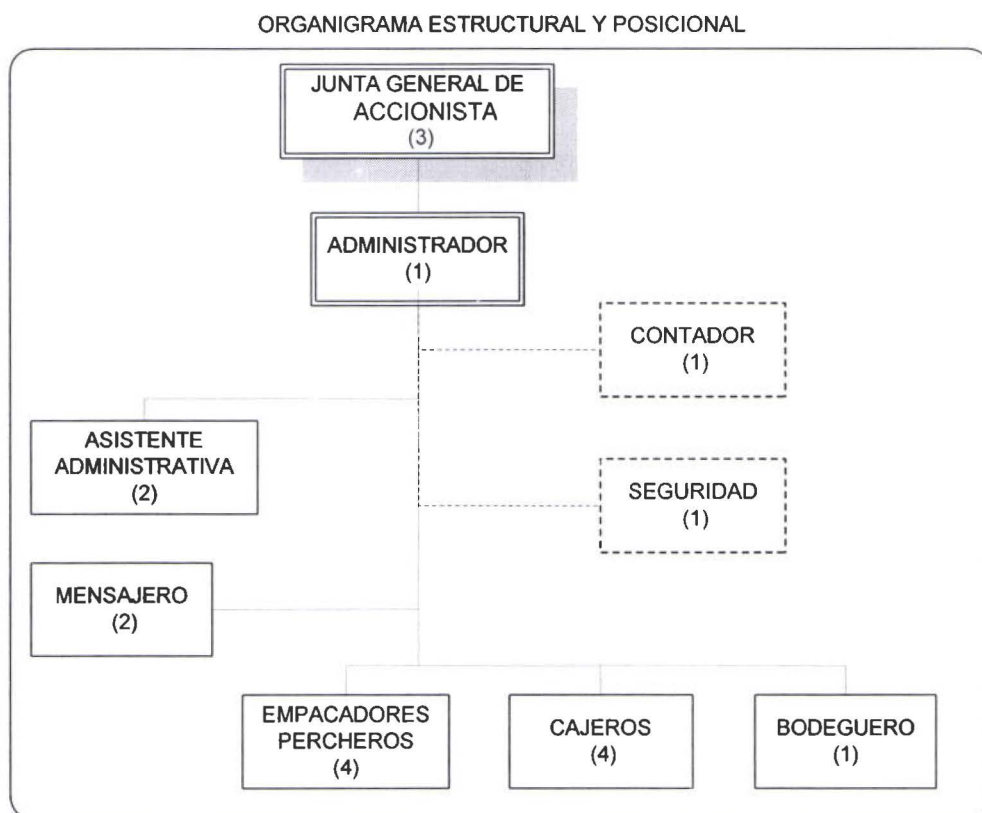 ORGANIGRAMA ESTRUCTURAL Y POSICIONAL
JUNTA GENERAL DE
ACCIONISTA
(3)
ADMINISTRADOR
(1)
CONTADOR
(1)
ASISTENTE
ADMINISTRATIVA
(2)
SEGURIDAD
(1)
MENSAJERO
(2)
EMPACADORES
PERCHEROS
(4)
CAJEROS
(4)
BODEGUERO
(1)